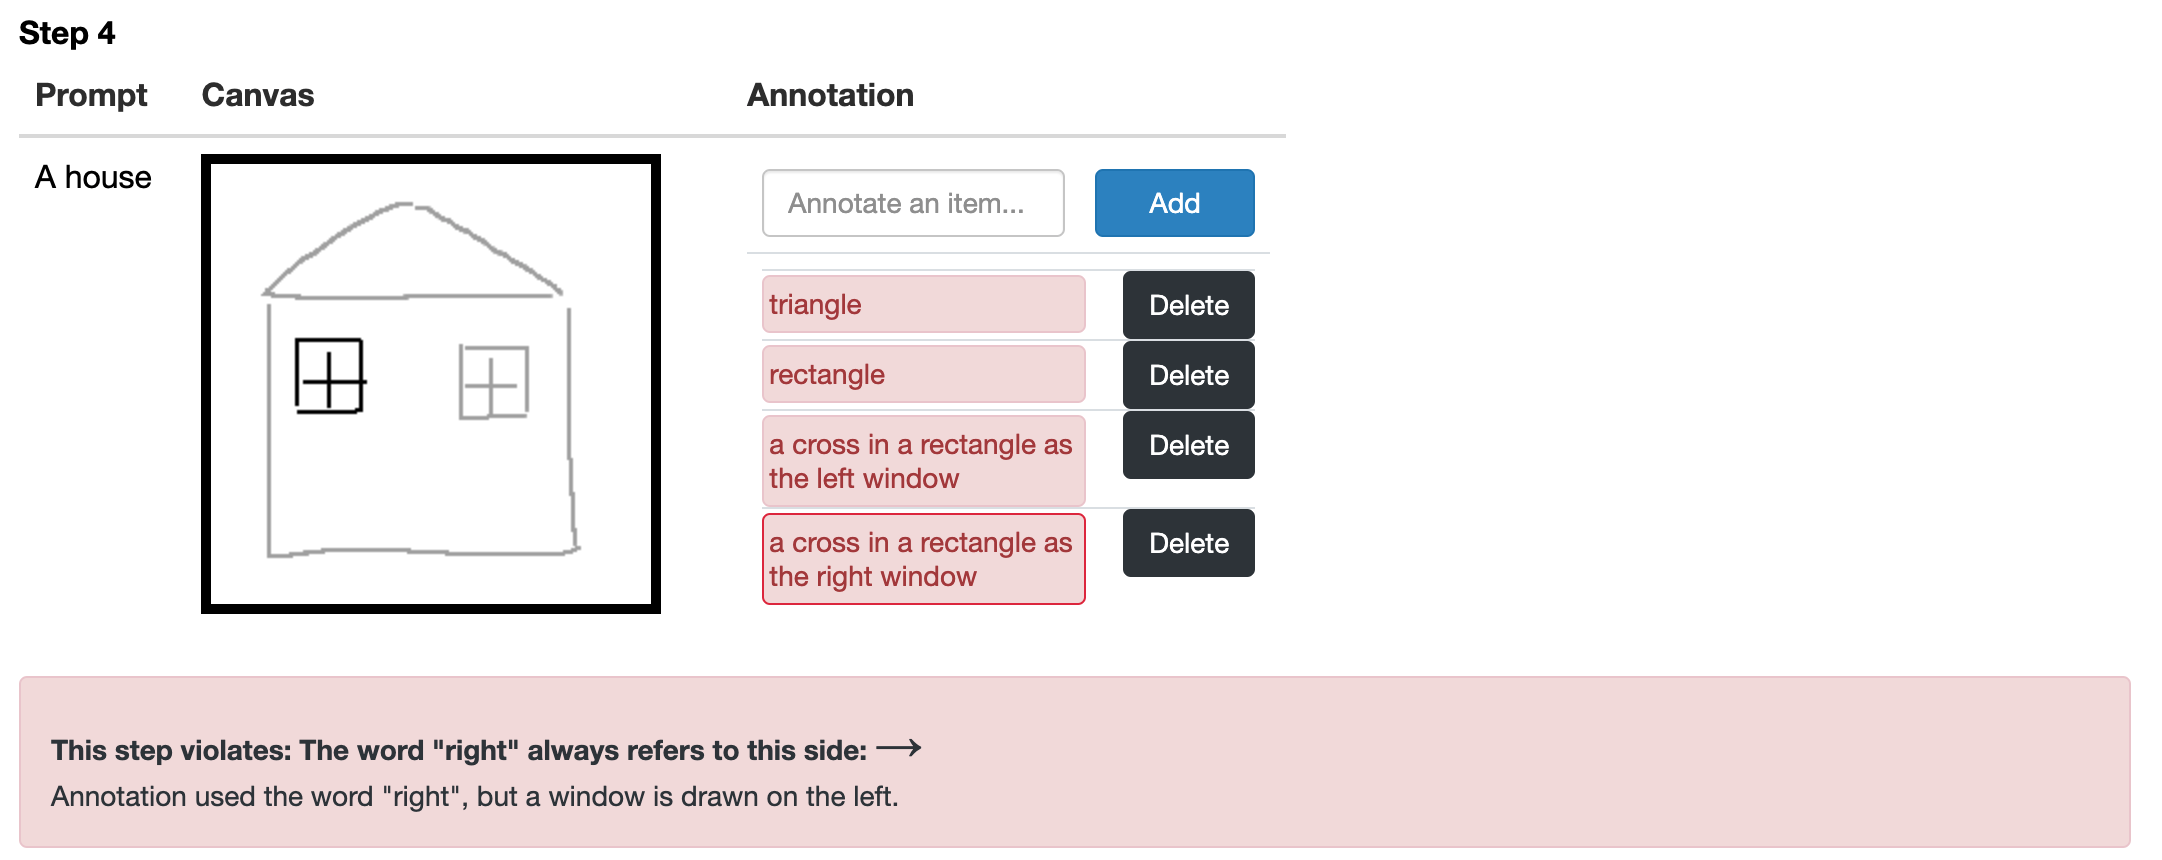 Step 4
Prompt Canvas Annotation
A house
Annotate an item... Add
triangle Delete
rectangle Delete
a cross in a rectangle as Delete
the left window
a cross in a rectangle as Delete
the right window
This step violates: The word "right" always refers to this side: →
Annotation used the word "right", but a window is drawn on the left.